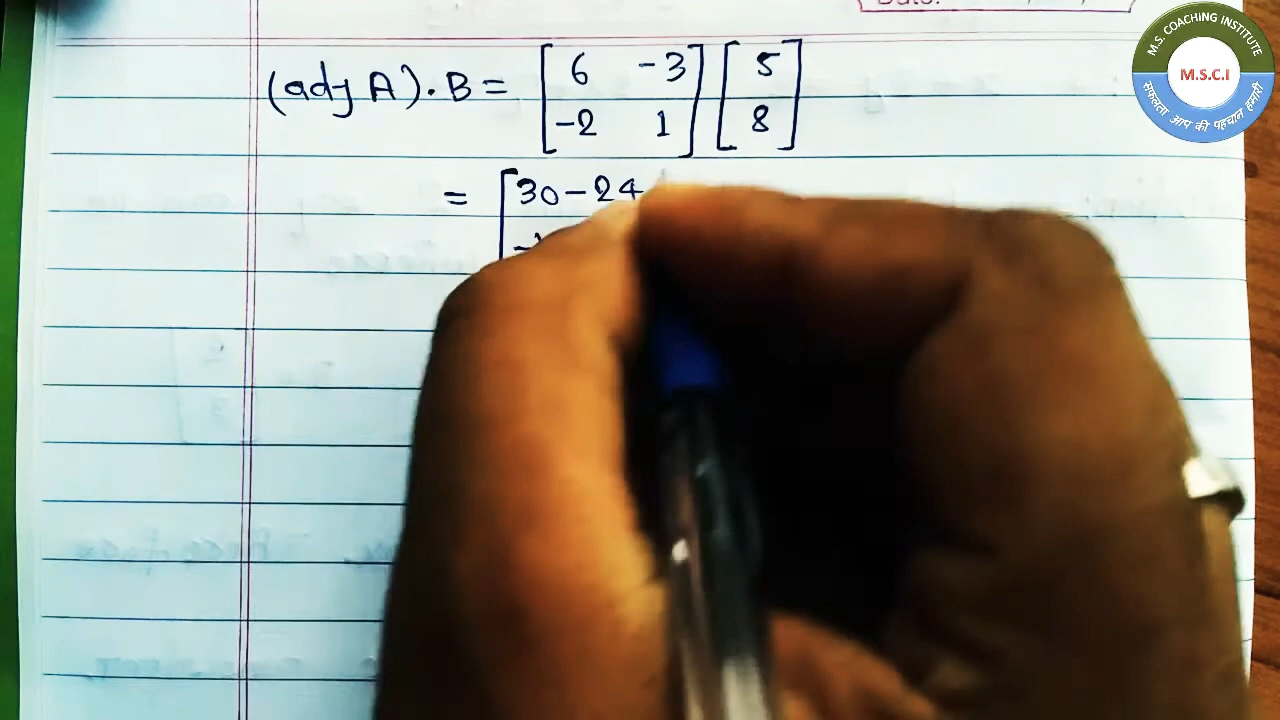 M.S. COACHING INSTITUTE
M.S.C.I
सफलता आप की पहचान हमारी
(adj A).B = [6 -3] [5]
[-2 1] [8]
= [30-24